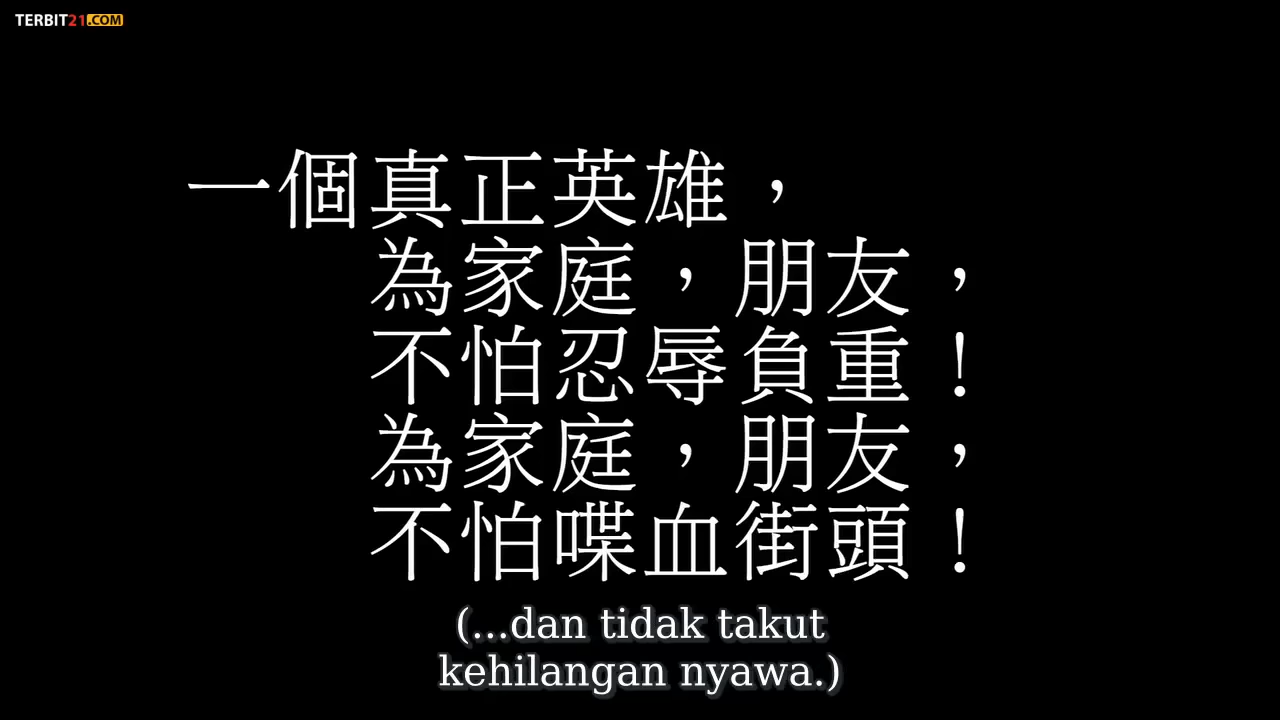 TERBIT21.COM
一個真正英雄，
為家庭，朋友，
不怕忍辱負重！
為家庭，朋友，
不怕喋血街頭！
(...dan tidak takut
kehilangan nyawa.)